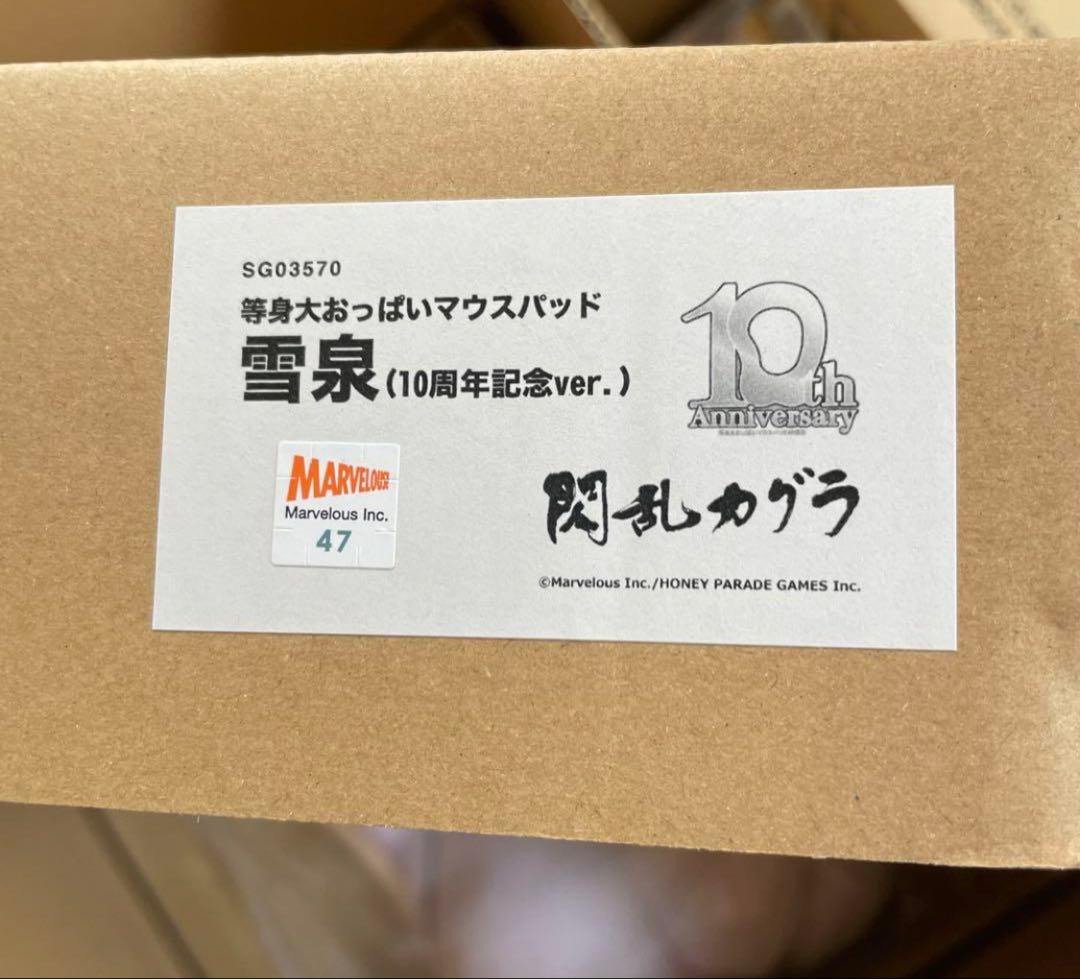 SG03570
等身大おっぱいマウスパッド
雪泉(10周年記念ver.)
10th
Anniversary
MARVELOUS!
Marvelous Inc.
47
閃乱カグラ
©Marvelous Inc./HONEY PARADE GAMES Inc.